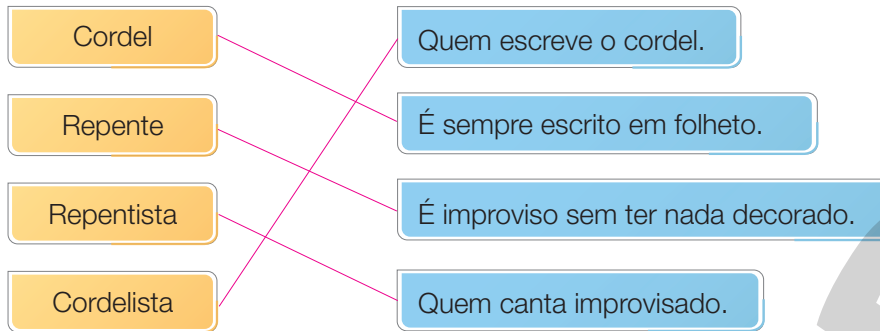 Cordel
Quem escreve o cordel.
Repente
É sempre escrito em folheto.
Repentista
É improviso sem ter nada decorado.
Cordelista
Quem canta improvisado.